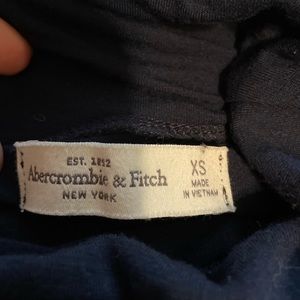 EST. 1892
Abercrombie & Fitch
NEW YORK
XS
MADE
IN VIETNAM